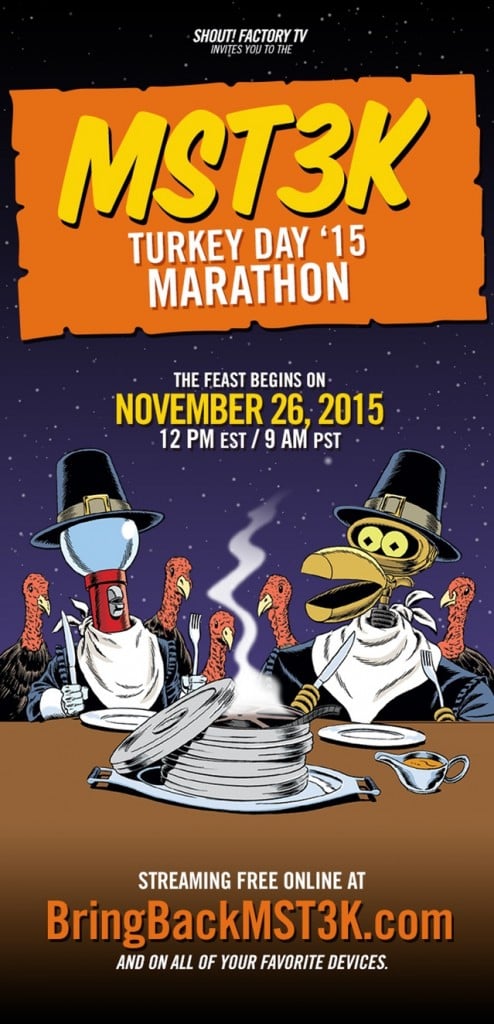 SHOUT! FACTORY TV
INVITES YOU TO THE
MST3K
TURKEY DAY ‘15
MARATHON
THE FEAST BEGINS ON
NOVEMBER 26, 2015
12 PM EST / 9 AM PST
STREAMING FREE ONLINE AT
BringBackMST3K.com
AND ON ALL OF YOUR FAVORITE DEVICES.